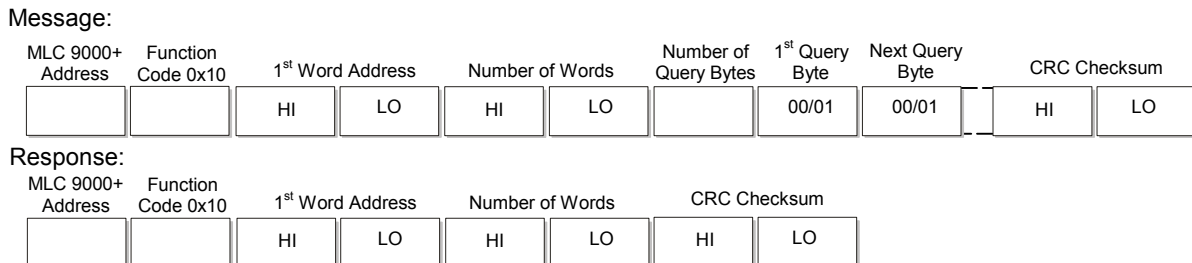 Message:
MLC 9000+ Address Function Code 0x10 1st Word Address Number of Words Number of Query Bytes 1st Query Byte Next Query Byte CRC Checksum
HI LO HI LO 00/01 00/01 HI LO
Response:
MLC 9000+ Address Function Code 0x10 1st Word Address Number of Words CRC Checksum
HI LO HI LO HI LO